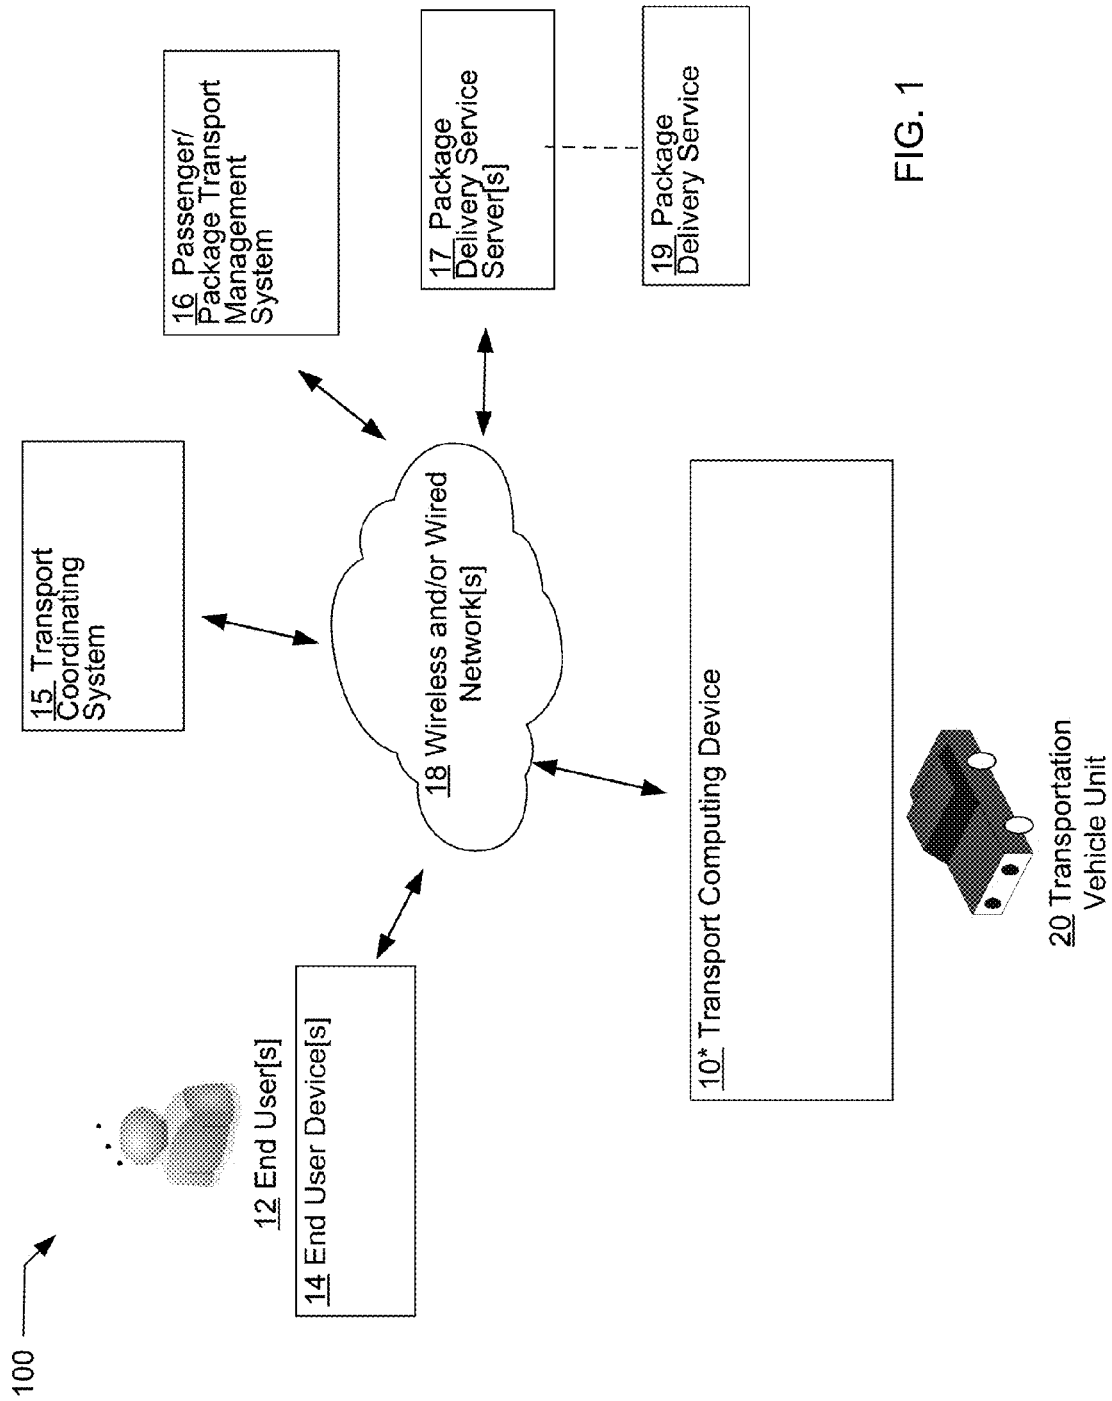 100
12 End User[s]
14 End User Device[s]
15 Transport
Coordinating
System
16 Passenger/
Package Transport
Management
System
18 Wireless and/or Wired
Network[s]
17 Package
Delivery Service
Server[s]
19 Package
Delivery Service
10* Transport Computing Device
20 Transportation
Vehicle Unit
FIG. 1